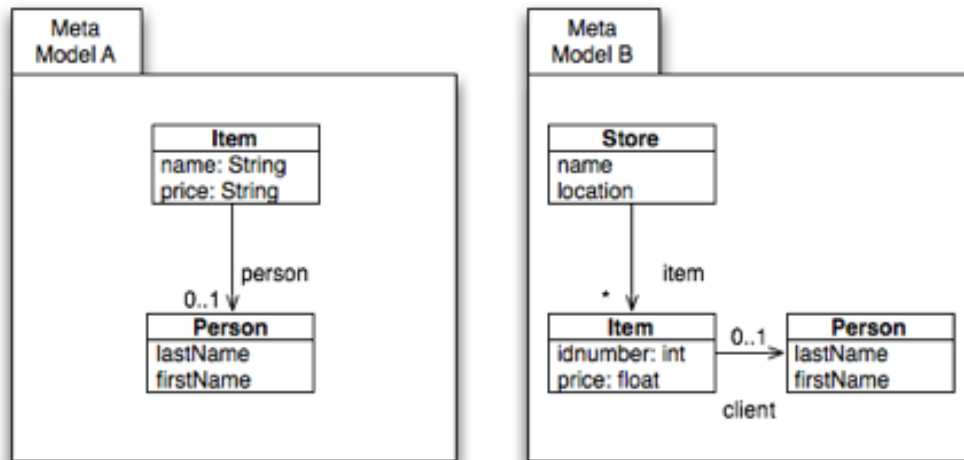 Meta
Model A
Item
name: String
price: String
person
0..1
Person
lastName
firstName
Meta
Model B
Store
name
location
item
*
Item
idnumber: int
price: float
0..1
client
Person
lastName
firstName